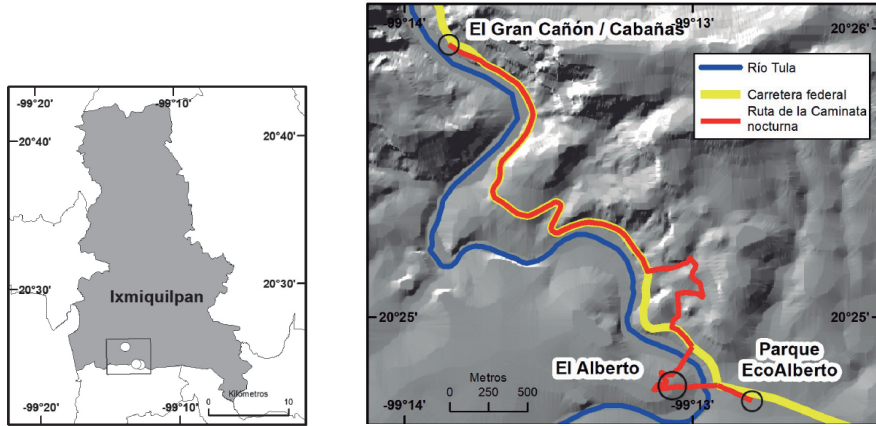 -99°20'
-99°10'
20°40'
20°40'
20°30'
20°30'
Ixmiquilpan
Kilómetros
0
10
-99°20'
-99°10'
-99°14'
-99°13'
20°26'
El Gran Cañón / Cabañas
Río Tula
Carretera federal
Ruta de la Caminata
nocturna
20°25'
20°25'
El Alberto
Parque
EcoAlberto
Metros
0 250 500
-99°14'
-99°13'